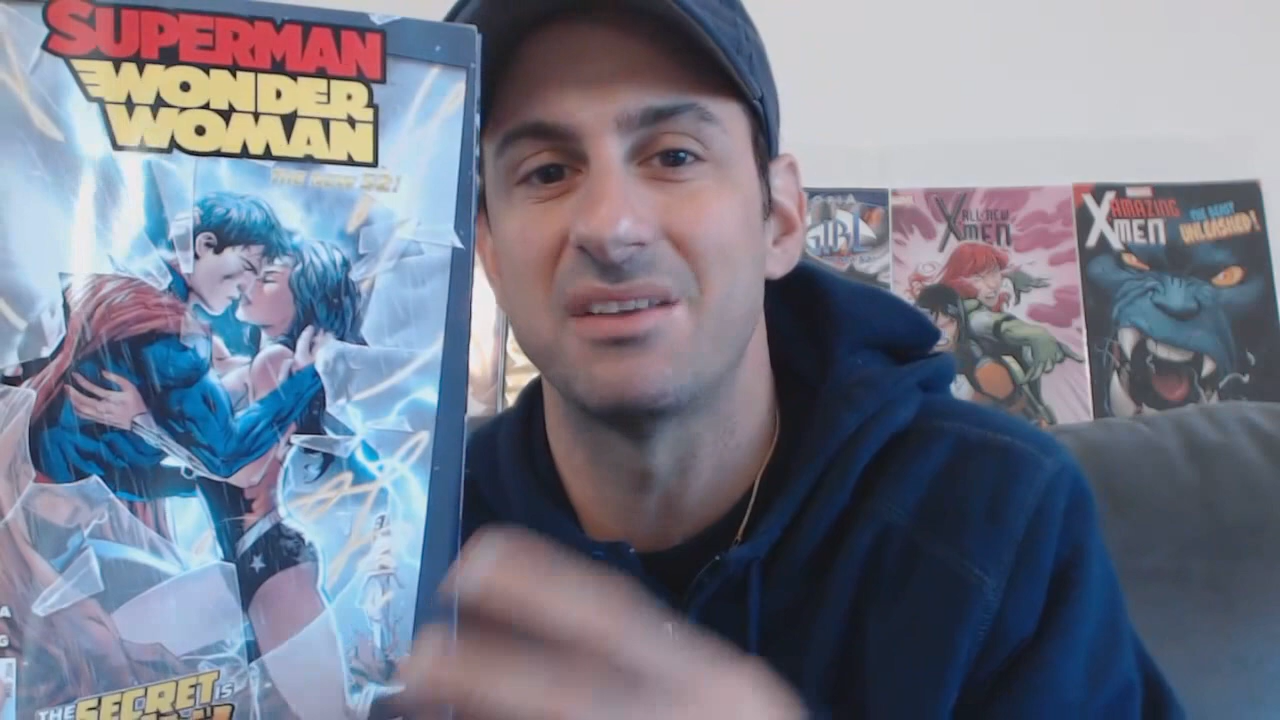 SUPERMAN
WONDER
WOMAN
THE NEW 52!
THE SECRET IS
GIRL
ALL NEW
X-MEN
AMAZING
X-MEN
THE BEAST
UNLEASHED!